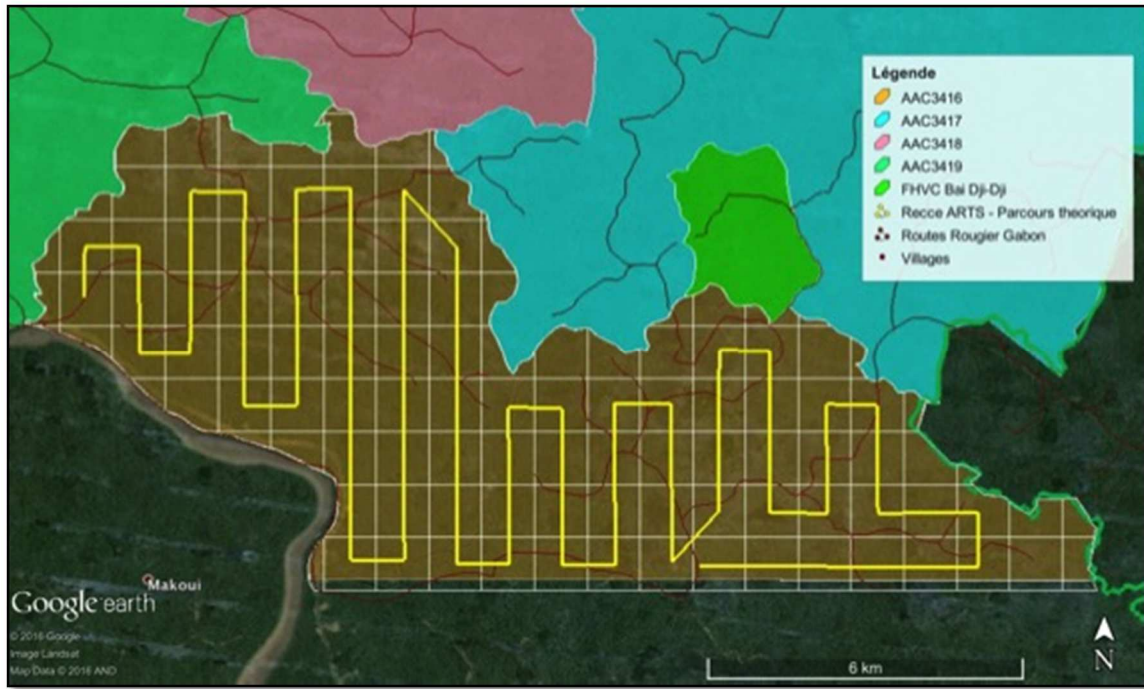 Légende
AAC3416
AAC3417
AAC3418
AAC3419
FHVC Bai Dji-Dji
Recce ARTS - Parcours théorique
Routes Rougier Gabon
Villages
Makoui
Google earth
© 2016 Google
Image Landsat
Map Data © 2016 AND
6 km
N